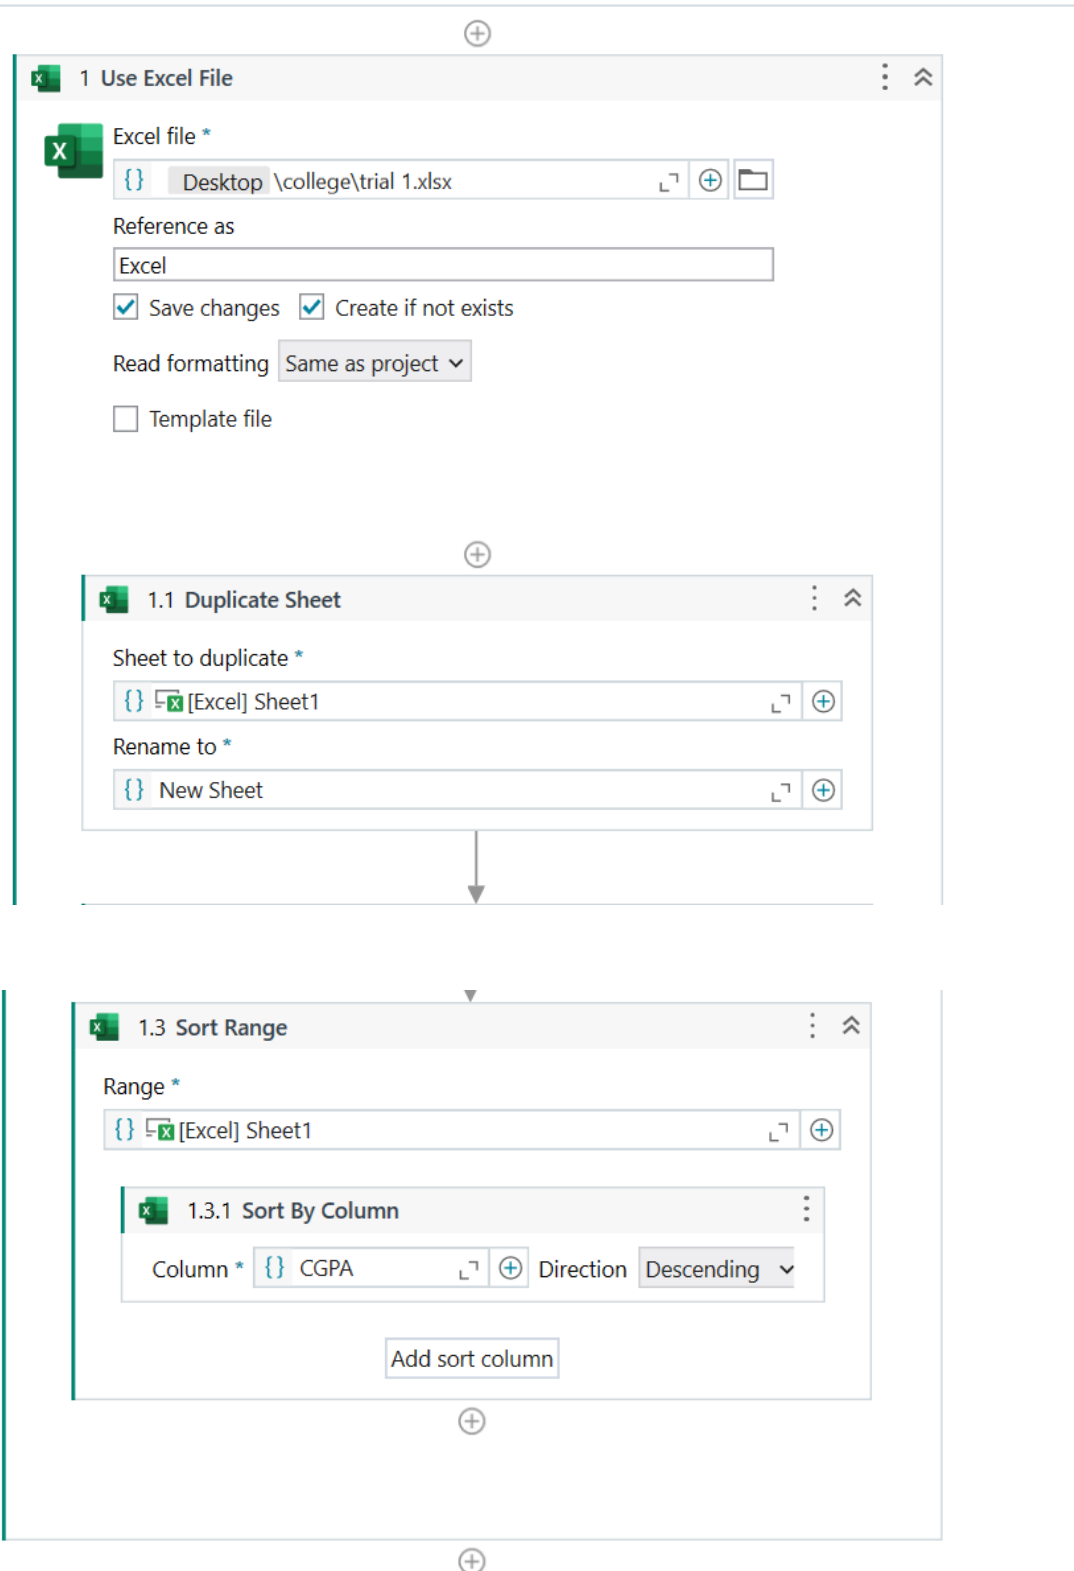 1 Use Excel File
Excel file *
{} Desktop \college\trial 1.xlsx
Reference as
Excel
Save changes Create if not exists
Read formatting Same as project
Template file
1.1 Duplicate Sheet
Sheet to duplicate *
{} [Excel] Sheet1
Rename to *
{} New Sheet
1.3 Sort Range
Range *
{} [Excel] Sheet1
1.3.1 Sort By Column
Column * {} CGPA Direction Descending
Add sort column